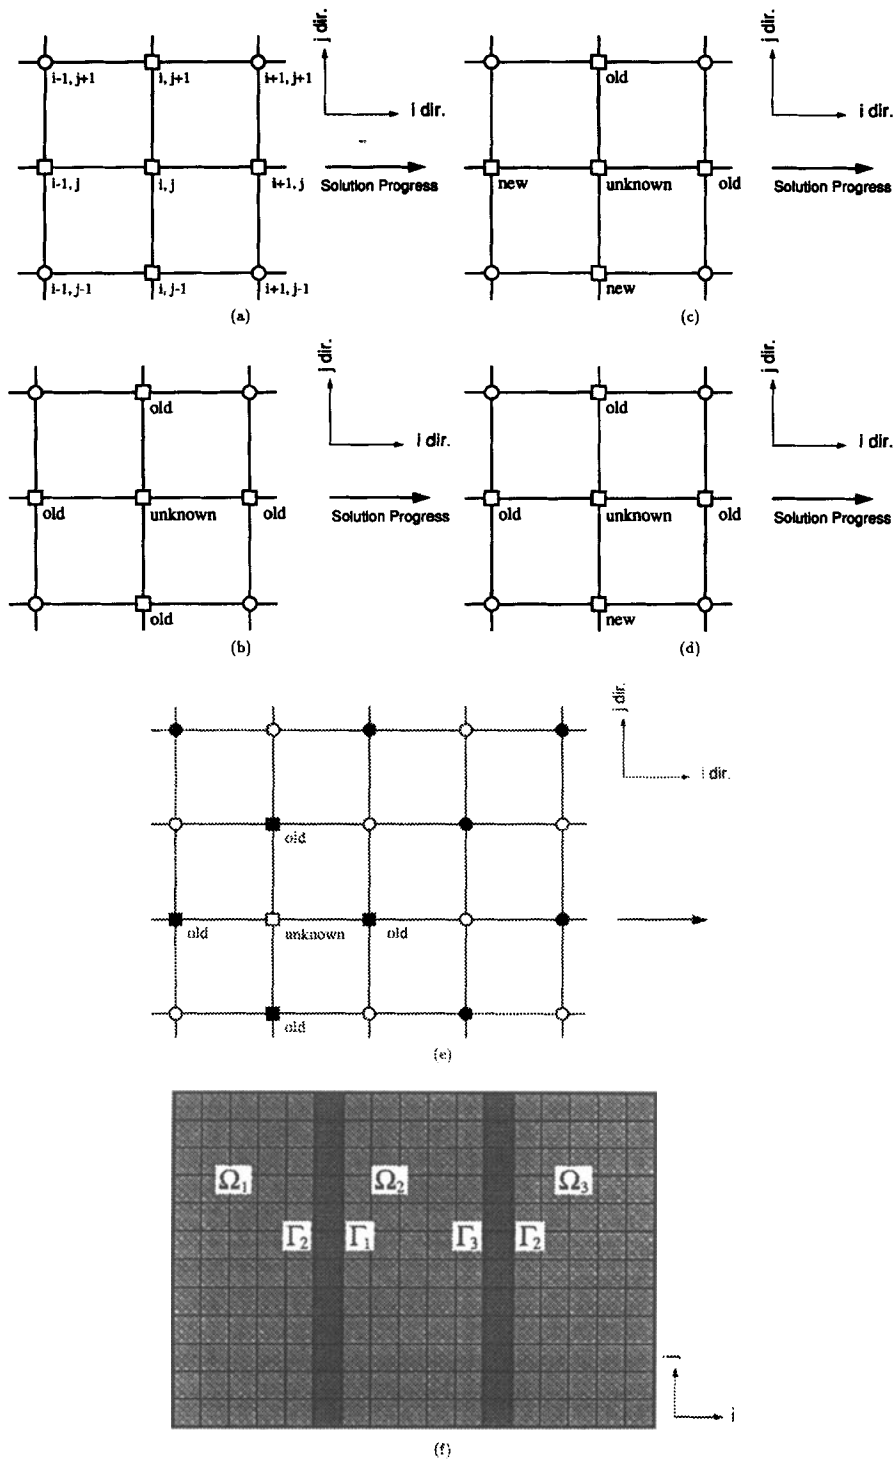 j dir.
i-1, j+1
i, j+1
i+1, j+1
i dir.
i-1, j
i, j
i+1, j
Solution Progress
i-1, j-1
i, j-1
i+1, j-1
(a)
j dir.
old
i dir.
new
unknown
old
Solution Progress
new
(c)
j dir.
old
i dir.
old
unknown
old
Solution Progress
old
(b)
j dir.
old
i dir.
old
unknown
old
Solution Progress
new
(d)
j dir.
i dir.
old
old
unknown
old
old
(e)
Ω1
Ω2
Ω3
Γ2
Γ1
Γ3
Γ2
i
(f)